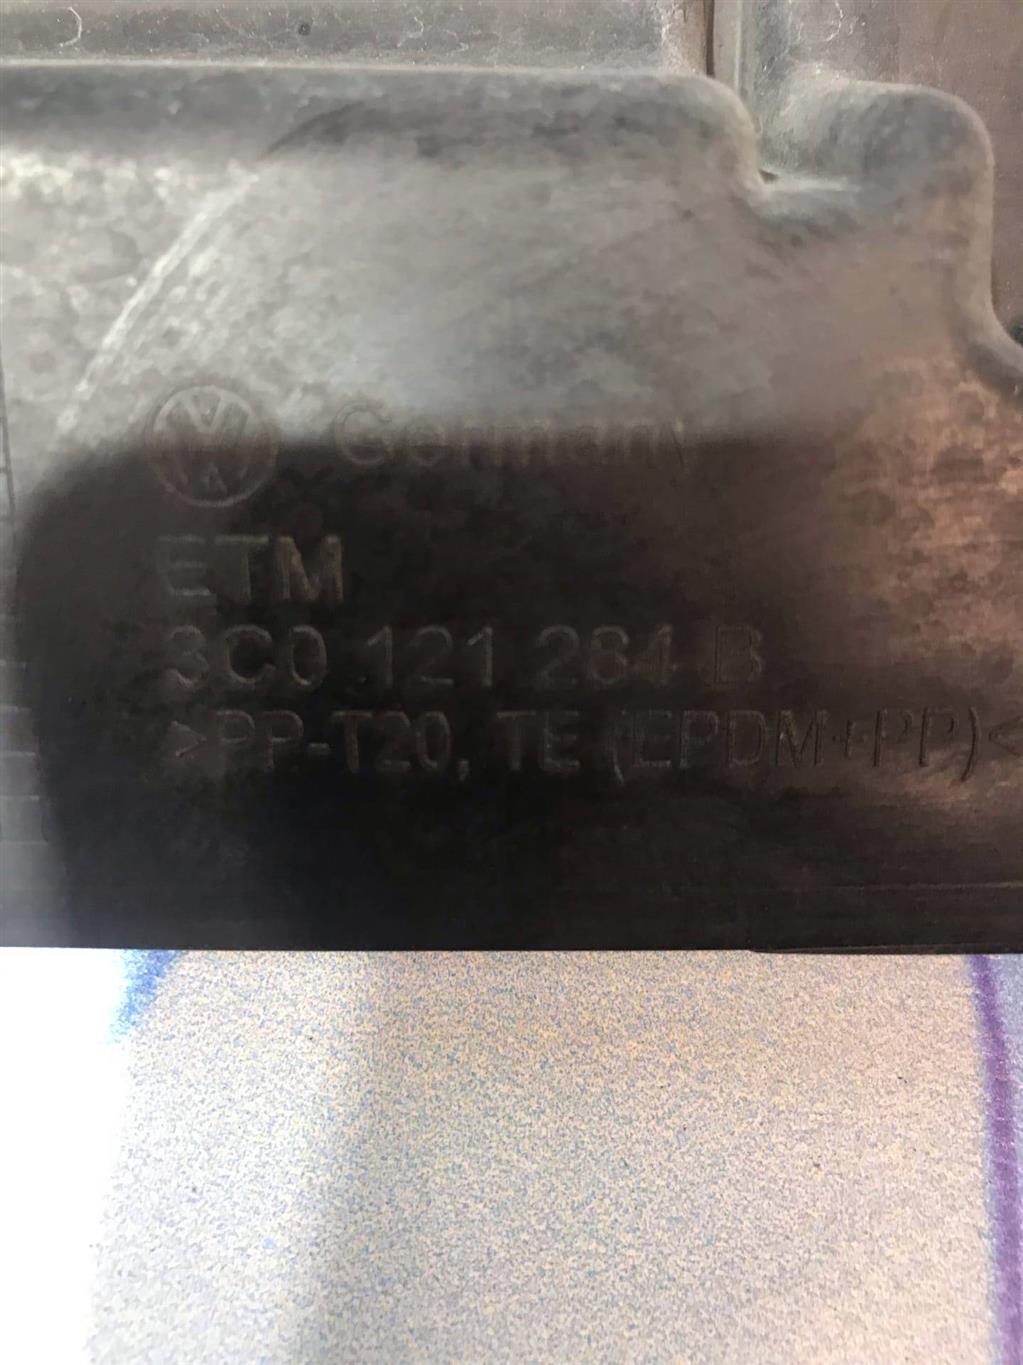 Germany
ETM
3C0 121 284 B
>PP-T20, TE (EPDM+PP)<